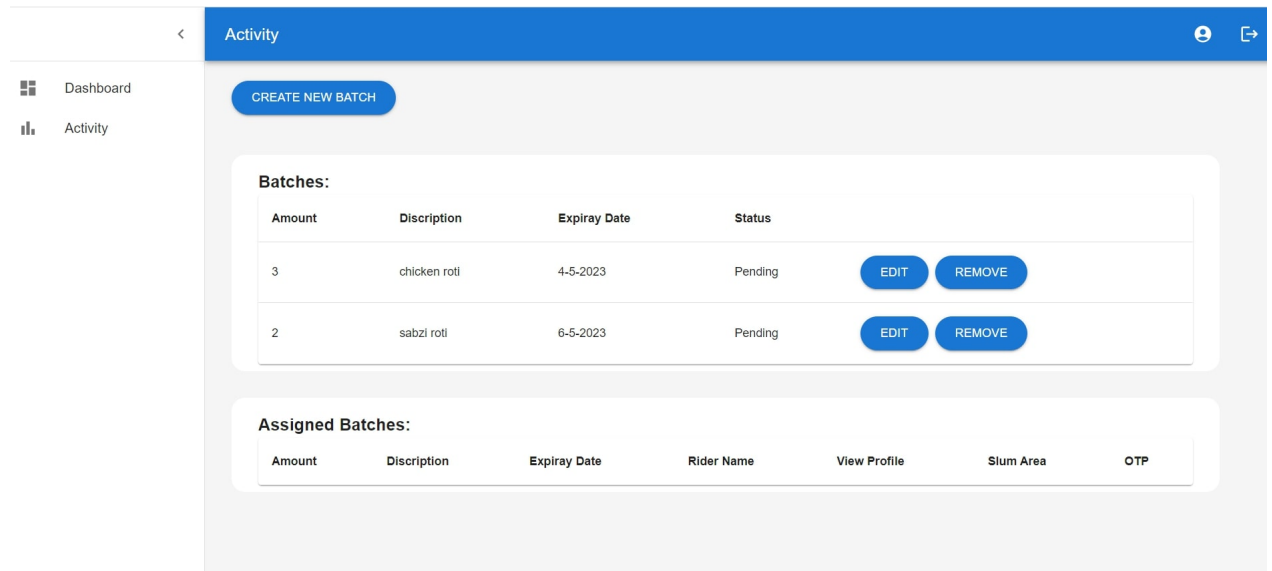 Activity
Dashboard
Activity
CREATE NEW BATCH
Batches:
Amount Discription Expiray Date Status
3 chicken roti 4-5-2023 Pending EDIT REMOVE
2 sabzi roti 6-5-2023 Pending EDIT REMOVE
Assigned Batches:
Amount Discription Expiray Date Rider Name View Profile Slum Area OTP